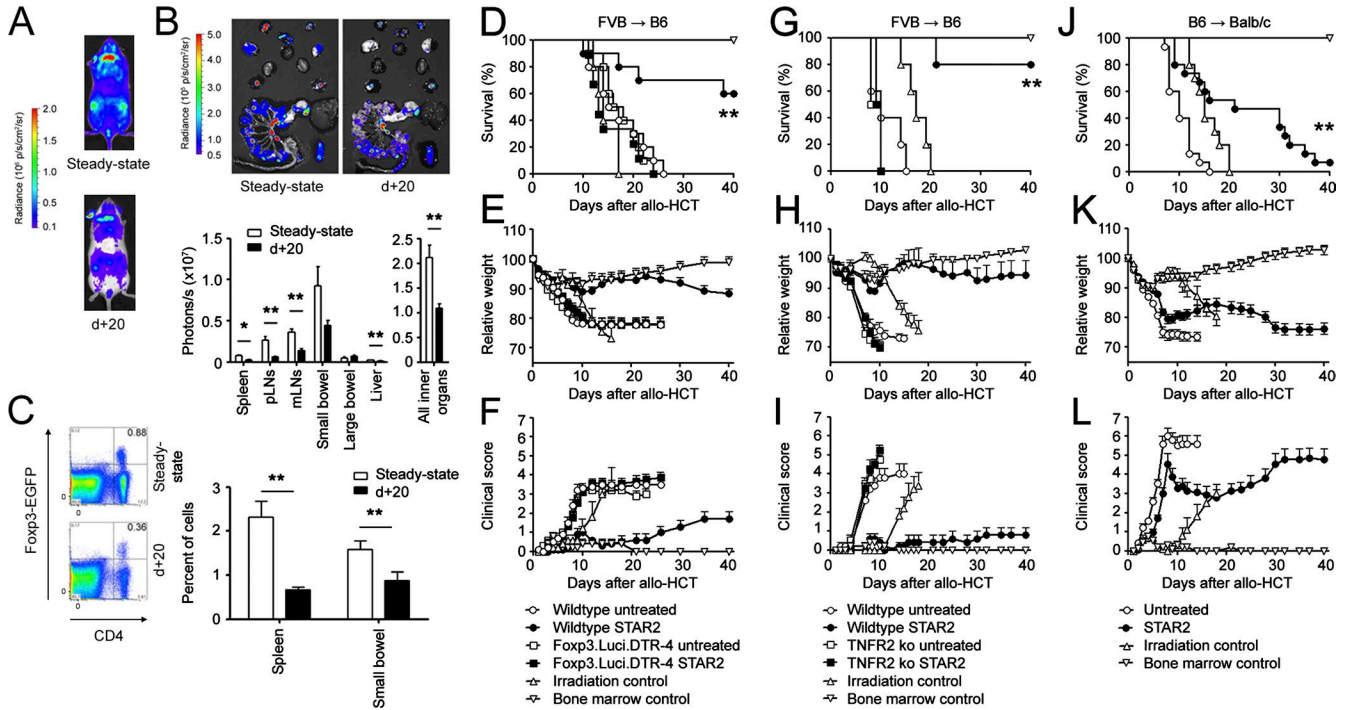 A
Radiance (10⁶ p/s/cm²/sr)
2.0
1.5
1.0
0.5
0.1
Steady-state
d+20
B
Radiance (10⁵ p/s/cm²/sr)
5.0
4.0
3.0
2.0
1.0
0.5
Steady-state
d+20
Photons/s (x10⁷)
1.5
1.0
0.5
0
Steady-state
d+20
*
**
**
**
Spleen
pLNs
mLNs
Small bowel
Large bowel
Liver
2.5
2.0
1.5
1.0
0.5
0
**
All inner
organs
C
Foxp3-EGFP
0.88
0
Steady-
state
0.36
0
0
d+20
CD4
Percent of cells
3
2
1
0
Steady-state
d+20
**
**
Spleen
Small bowel
D
FVB → B6
Survival (%)
100
80
60
40
20
0
**
0 10 20 30 40
Days after allo-HCT
E
Relative weight
110
100
90
80
70
0 10 20 30 40
Days after allo-HCT
F
Clinical score
6
5
4
3
2
1
0
0 10 20 30 40
Days after allo-HCT
Wildtype untreated
Wildtype STAR2
Foxp3.Luci.DTR-4 untreated
Foxp3.Luci.DTR-4 STAR2
Irradiation control
Bone marrow control
G
FVB → B6
Survival (%)
100
80
60
40
20
0
**
0 10 20 30 40
Days after allo-HCT
H
Relative weight
110
100
90
80
70
0 10 20 30 40
Days after allo-HCT
I
Clinical score
6
5
4
3
2
1
0
0 10 20 30 40
Days after allo-HCT
Wildtype untreated
Wildtype STAR2
TNFR2 ko untreated
TNFR2 ko STAR2
Irradiation control
Bone marrow control
J
B6 → Balb/c
Survival (%)
100
80
60
40
20
0
**
0 10 20 30 40
Days after allo-HCT
K
Relative weight
110
100
90
80
70
0 10 20 30 40
Days after allo-HCT
L
Clinical score
6
5
4
3
2
1
0
0 10 20 30 40
Days after allo-HCT
Untreated
STAR2
Irradiation control
Bone marrow control